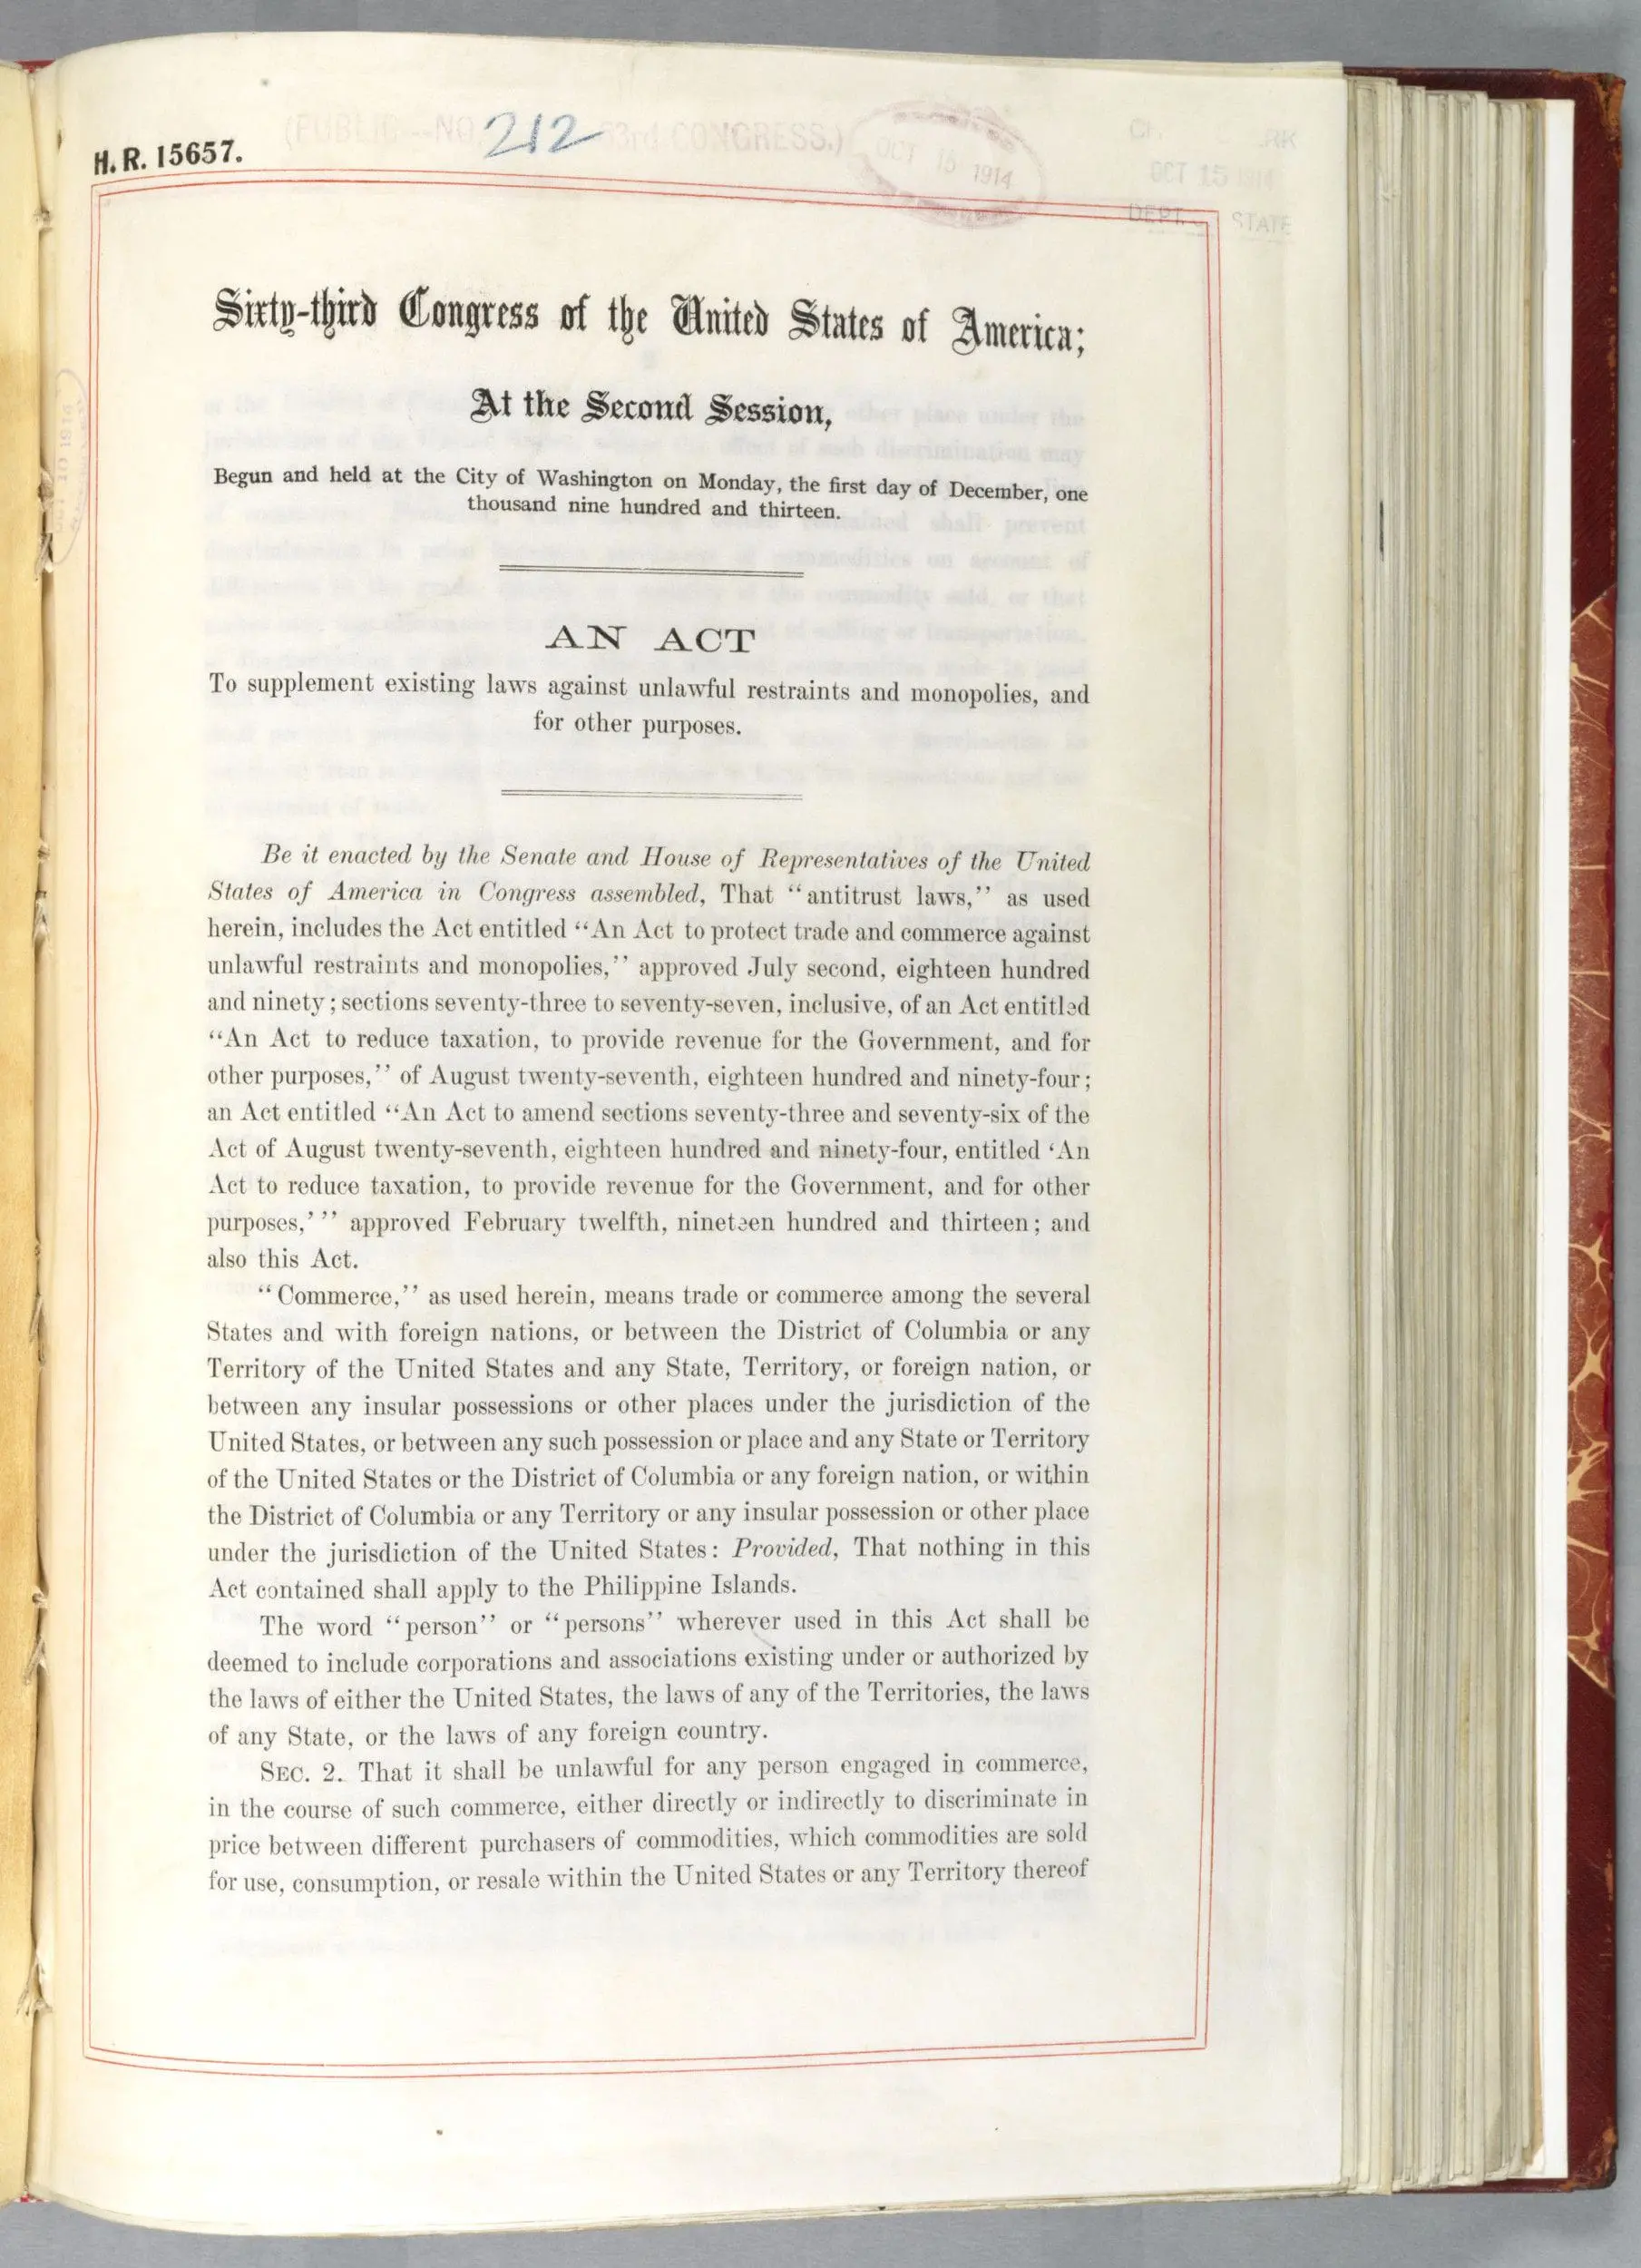 (PUBLIC--NO. 212 63rd CONGRESS.)
H. R. 15657.
OCT 15 1914
OCT 15 1914
DEPT. STATE
Sixty-third Congress of the United States of America;
At the Second Session,
Begun and held at the City of Washington on Monday, the first day of December, one
thousand nine hundred and thirteen.
AN ACT
To supplement existing laws against unlawful restraints and monopolies, and
for other purposes.
Be it enacted by the Senate and House of Representatives of the United
States of America in Congress assembled, That “antitrust laws,” as used
herein, includes the Act entitled “An Act to protect trade and commerce against
unlawful restraints and monopolies,” approved July second, eighteen hundred
and ninety; sections seventy-three to seventy-seven, inclusive, of an Act entitled
“An Act to reduce taxation, to provide revenue for the Government, and for
other purposes,” of August twenty-seventh, eighteen hundred and ninety-four;
an Act entitled “An Act to amend sections seventy-three and seventy-six of the
Act of August twenty-seventh, eighteen hundred and ninety-four, entitled ‘An
Act to reduce taxation, to provide revenue for the Government, and for other
purposes,’” approved February twelfth, nineteen hundred and thirteen; and
also this Act.
“Commerce,” as used herein, means trade or commerce among the several
States and with foreign nations, or between the District of Columbia or any
Territory of the United States and any State, Territory, or foreign nation, or
between any insular possessions or other places under the jurisdiction of the
United States, or between any such possession or place and any State or Territory
of the United States or the District of Columbia or any foreign nation, or within
the District of Columbia or any Territory or any insular possession or other place
under the jurisdiction of the United States: Provided, That nothing in this
Act contained shall apply to the Philippine Islands.
The word “person” or “persons” wherever used in this Act shall be
deemed to include corporations and associations existing under or authorized by
the laws of either the United States, the laws of any of the Territories, the laws
of any State, or the laws of any foreign country.
SEC. 2. That it shall be unlawful for any person engaged in commerce,
in the course of such commerce, either directly or indirectly to discriminate in
price between different purchasers of commodities, which commodities are sold
for use, consumption, or resale within the United States or any Territory thereof